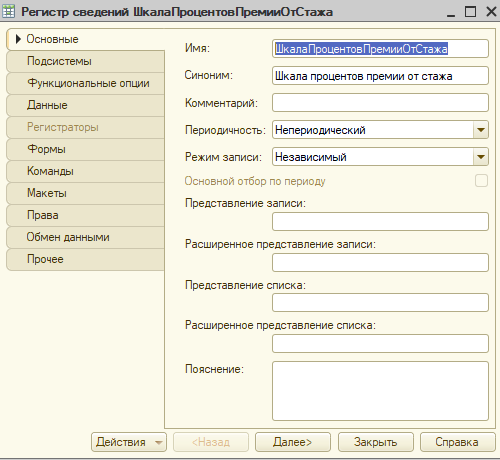 Регистр сведений ШкалаПроцентовПремииОтСтажа
Основные
Подсистемы
Функциональные опции
Данные
Регистраторы
Формы
Команды
Макеты
Права
Обмен данными
Прочее
Имя: ШкалаПроцентовПремииОтСтажа
Синоним: Шкала процентов премии от стажа
Комментарий:
Периодичность: Непериодический
Режим записи: Независимый
Основной отбор по периоду
Представление записи:
Расширенное представление записи:
Представление списка:
Расширенное представление списка:
Пояснение:
Действия <Назад Далее> Закрыть Справка